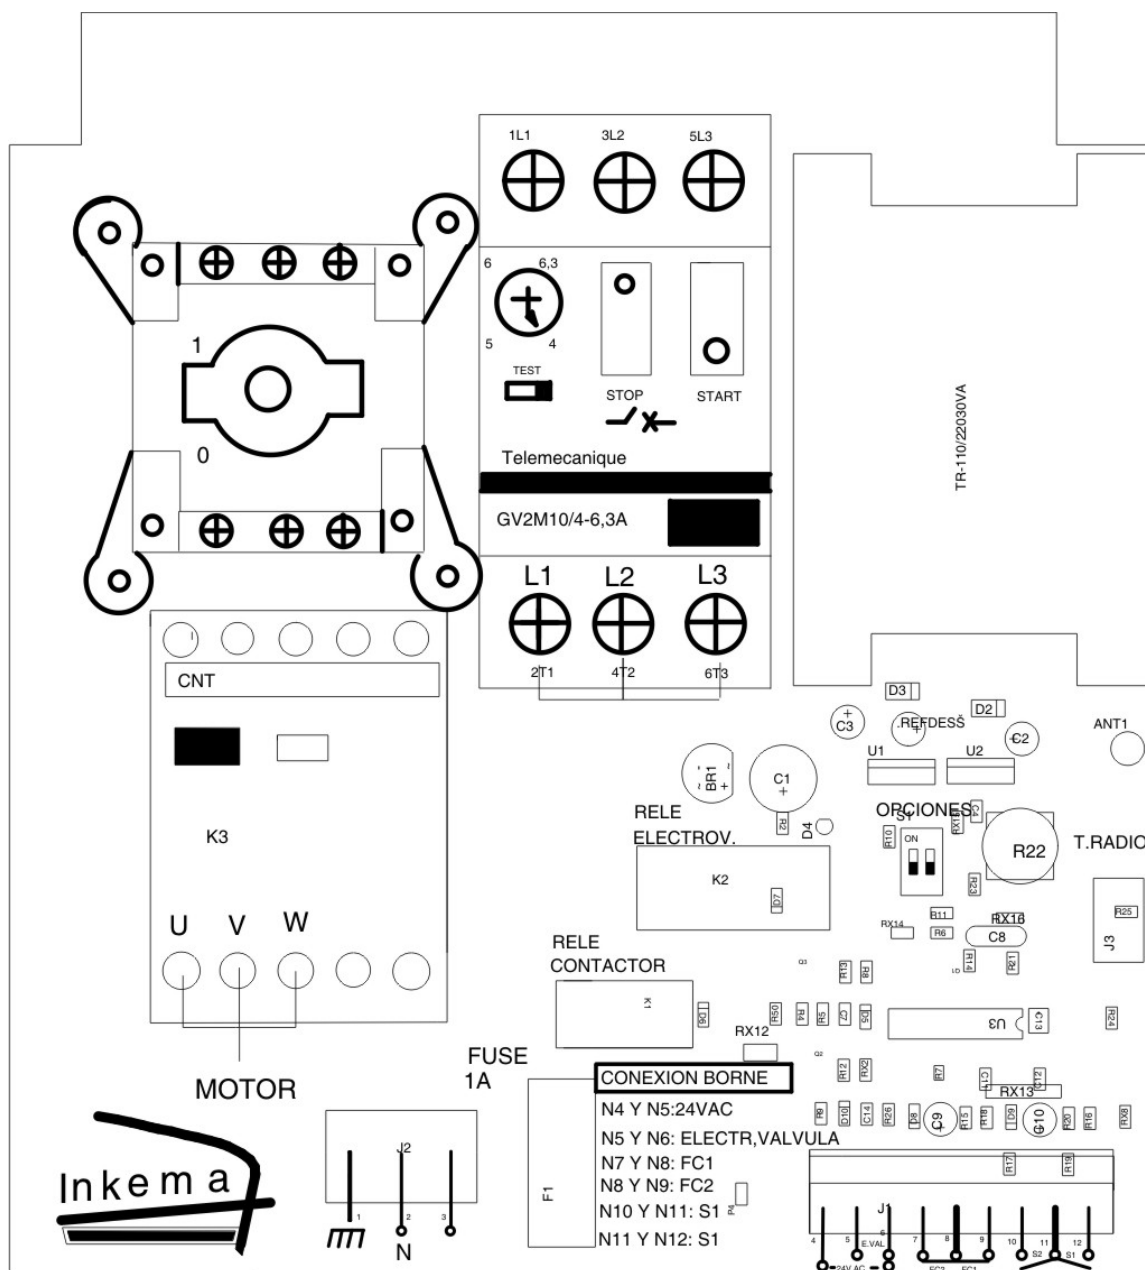 1L1 3L2 5L3
6 6,3
5 4
TEST
STOP START
1
0
Telemecanique
GV2M10/4-6,3A
L1 L2 L3
2T1 4T2 6T3
TR-110/22030VA
CNT
K3
U V W
MOTOR
D3
D2
C3
.REFDESŠ
C2
ANT1
U1 U2
BR1
~ -
~ +
C1
+
R2
D4
RELE
ELECTROV.
K2
D7
OPCIONES
S1
ON
R10
C4
R22
R23
T.RADIO
R25
J3
RX14
R11
R6
C8
R14
R21
Q3
R13
R8
RELE
CONTACTOR
K1
D6
RX12
R4
C7
D5
U3
C13
R24
Q2
R12
RX2
R7
C12
RX13
R9
D10
C14
R26
D8
C9
R15
R18
D9
R20
R16
RX8
R17
R19
FUSE
1A
F1
CONEXION BORNE
N4 Y N5:24VAC
N5 Y N6: ELECTR,VALVULA
N7 Y N8: FC1
N8 Y N9: FC2
N10 Y N11: S1
N11 Y N12: S1
P4
J2
1 2 3
N
Inkema
J1
4 5 6 7 8 9 10 11 12
E.VAL
S2 S1
24V AC
FC2 FC1